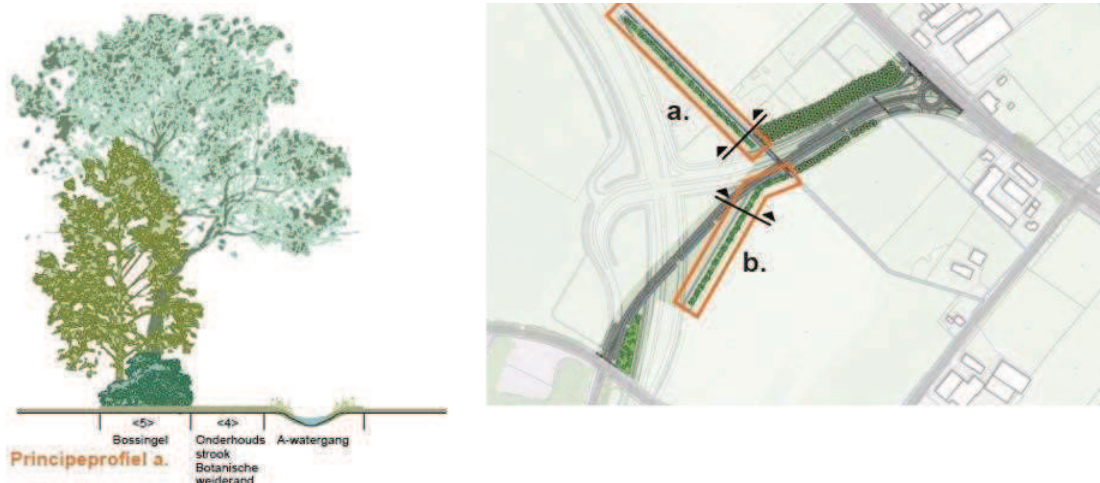 a.
b.
<5>
<4>
Bossingel
Onderhouds
A-watergang
strook
Botanische
weiderand
Principeprofiel a.